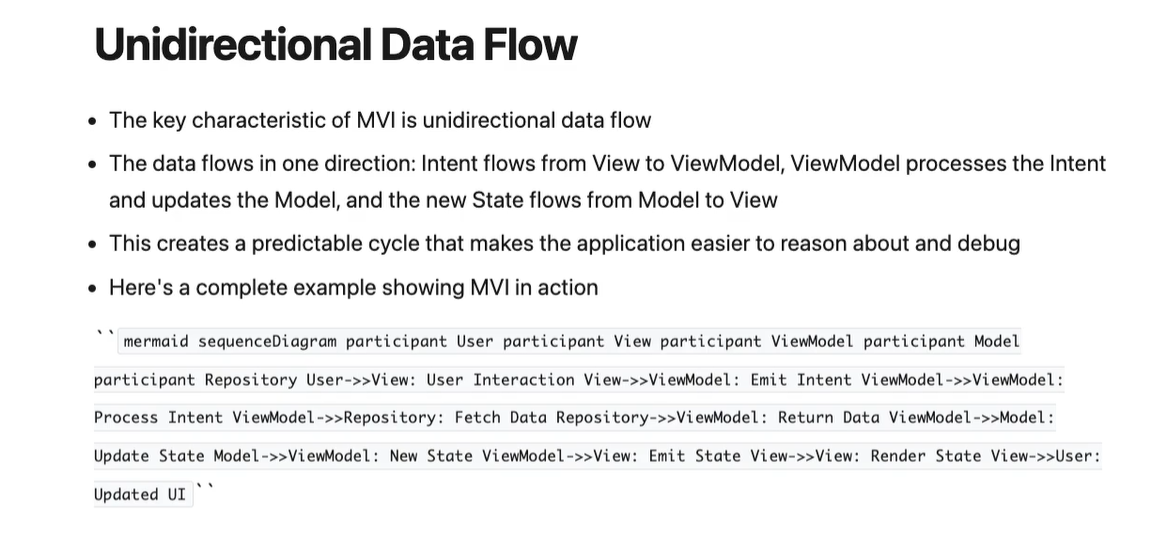 Unidirectional Data Flow
• The key characteristic of MVI is unidirectional data flow
• The data flows in one direction: Intent flows from View to ViewModel, ViewModel processes the Intent
and updates the Model, and the new State flows from Model to View
• This creates a predictable cycle that makes the application easier to reason about and debug
• Here's a complete example showing MVI in action
``mermaid sequenceDiagram participant User participant View participant ViewModel participant Model
participant Repository User->>View: User Interaction View->>ViewModel: Emit Intent ViewModel->>ViewModel:
Process Intent ViewModel->>Repository: Fetch Data Repository->>ViewModel: Return Data ViewModel->>Model:
Update State Model->>ViewModel: New State ViewModel->>View: Emit State View->>View: Render State View->>User:
Updated UI``